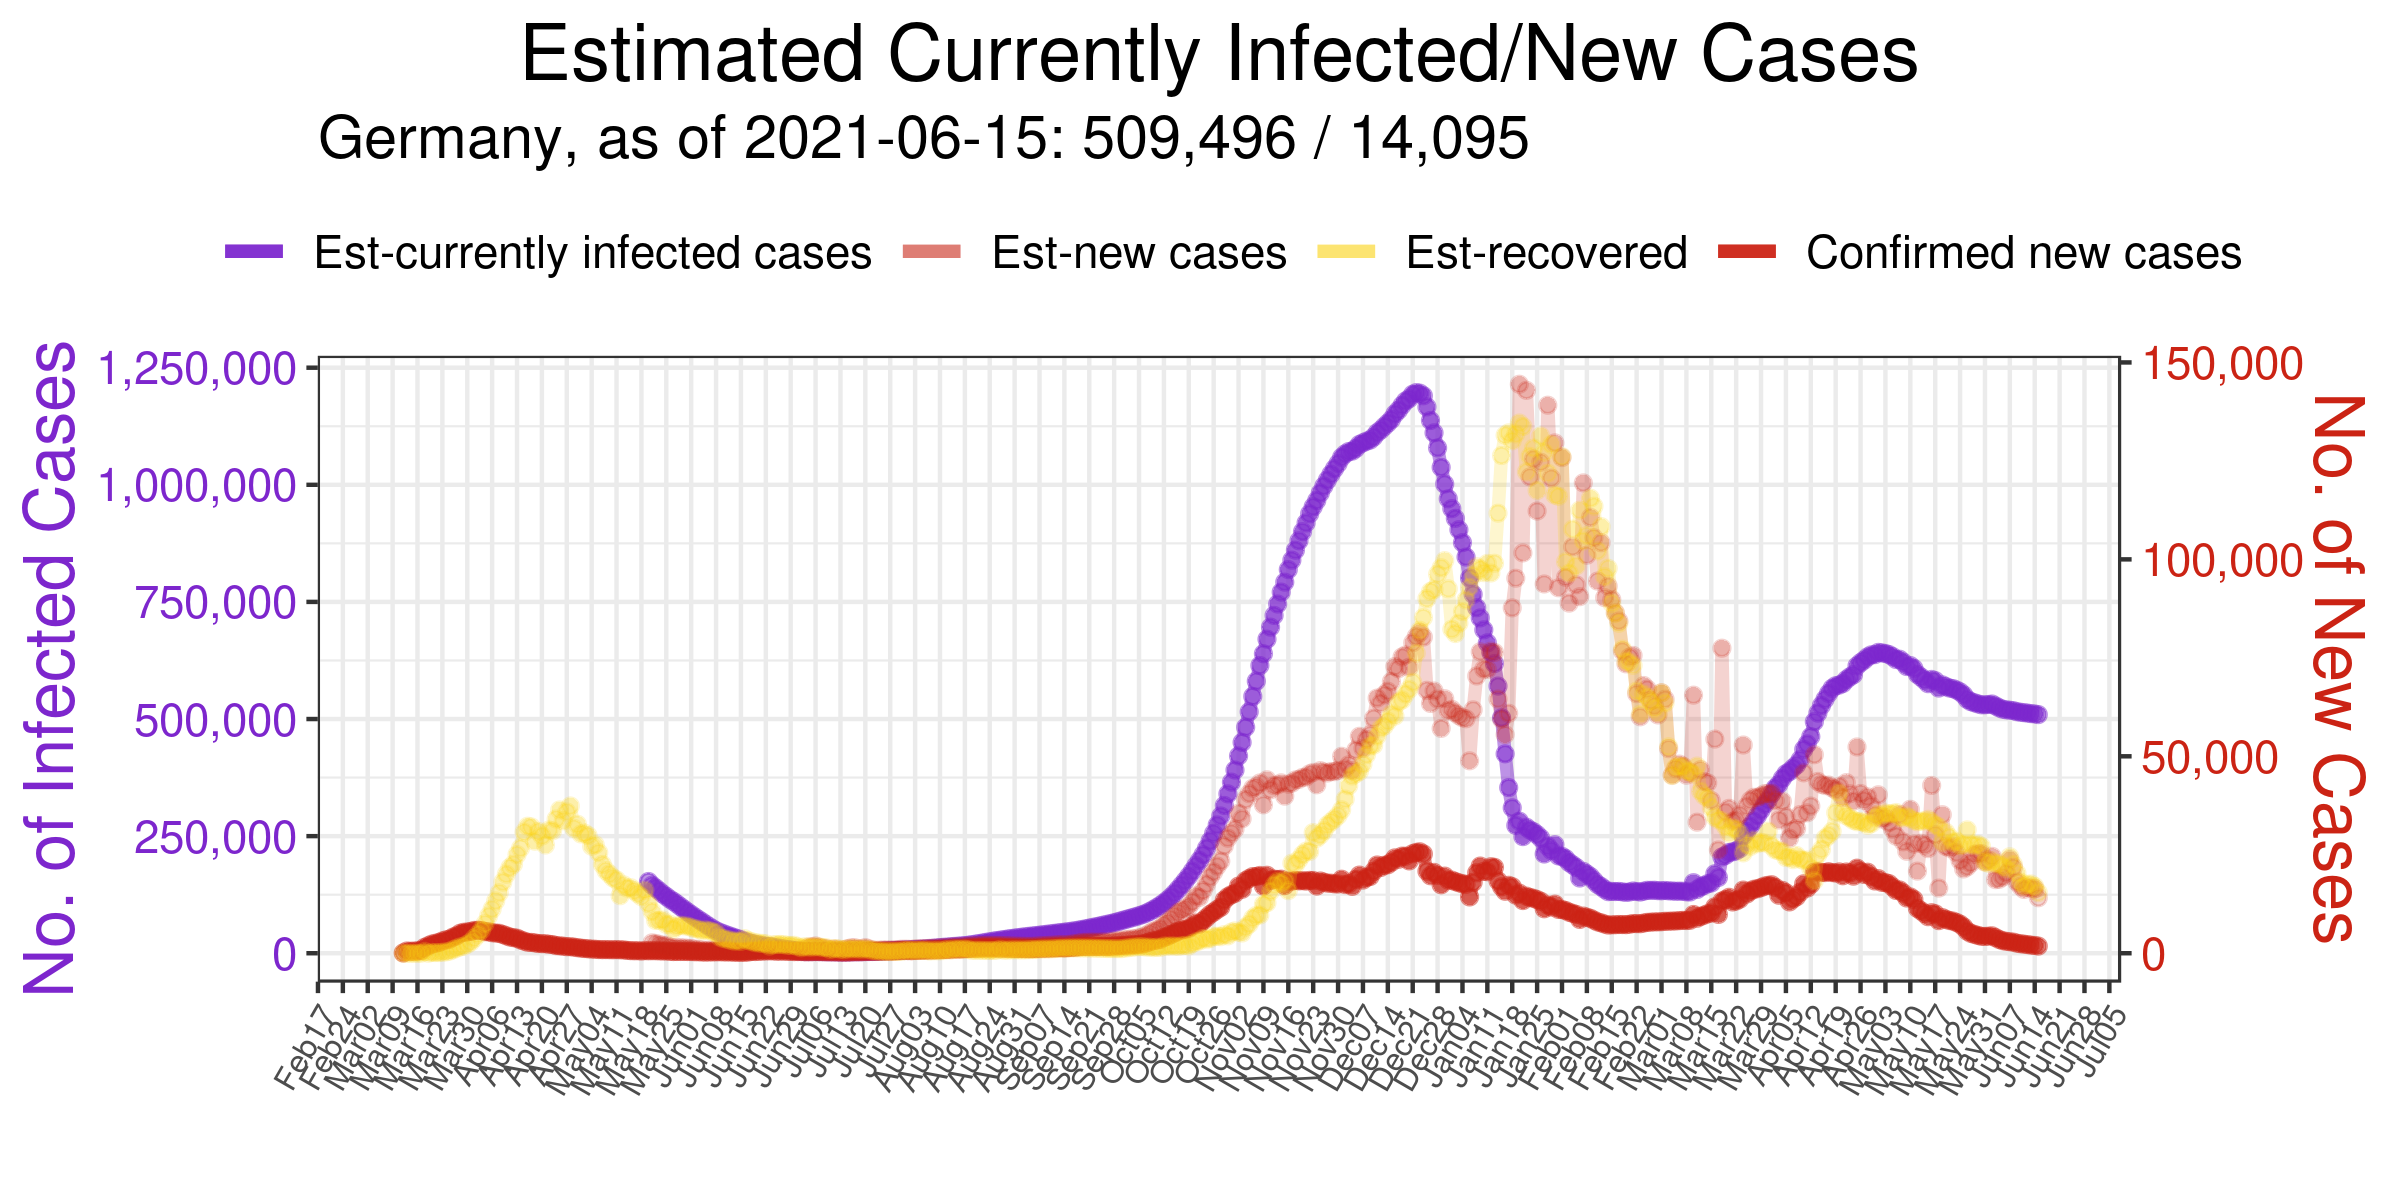 Estimated Currently Infected/New Cases
Germany, as of 2021-06-15: 509,496 / 14,095
Est-currently infected cases Est-new cases Est-recovered Confirmed new cases
No. of Infected Cases
1,250,000
1,000,000
750,000
500,000
250,000
0
150,000
100,000
50,000
0
No. of New Cases
Feb17 Feb24 Mar02 Mar09 Mar16 Mar23 Mar30 Apr06 Apr13 Apr20 Apr27 May04 May11 May18 May25 Jun01 Jun08 Jun15 Jun22 Jun29 Jul06 Jul13 Jul20 Jul27 Aug03 Aug10 Aug17 Aug24 Aug31 Sep07 Sep14 Sep21 Sep28 Oct05 Oct12 Oct19 Oct26 Nov02 Nov09 Nov16 Nov23 Nov30 Dec07 Dec14 Dec21 Dec28 Jan04 Jan11 Jan18 Jan25 Feb01 Feb08 Feb15 Feb22 Mar01 Mar08 Mar15 Mar22 Mar29 Apr05 Apr12 Apr19 Apr26 May03 May10 May17 May24 May31 Jun07 Jun14 Jun21 Jun28 Jul05